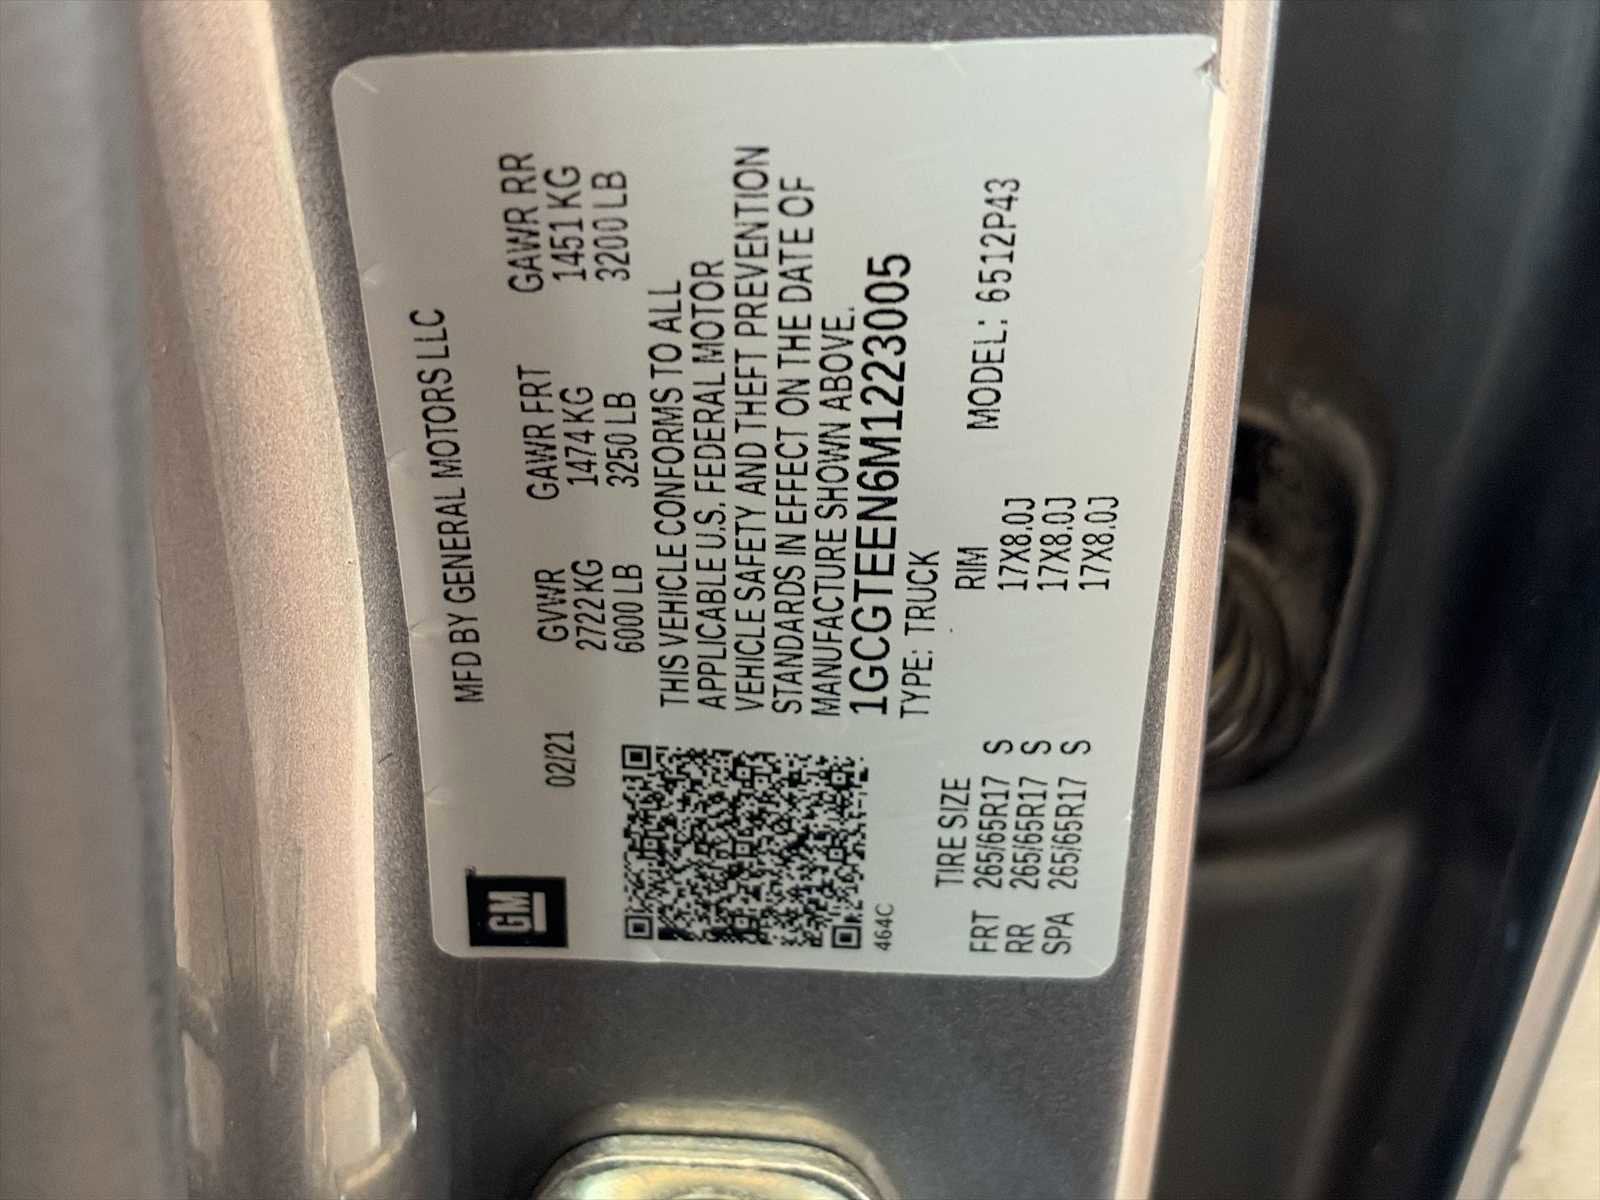 GM
MFD BY GENERAL MOTORS LLC
02/21
GVWR GAWR FRT GAWR RR
2722 KG 1474 KG 1451 KG
6000 LB 3250 LB 3200 LB
THIS VEHICLE CONFORMS TO ALL
APPLICABLE U.S. FEDERAL MOTOR
VEHICLE SAFETY AND THEFT PREVENTION
STANDARDS IN EFFECT ON THE DATE OF
MANUFACTURE SHOWN ABOVE.
1GCGTEEN6M1223005
464C
TYPE: TRUCK
MODEL: 6512P43
TIRE SIZE RIM
FRT 265/65R17 S 17X8.0J
RR 265/65R17 S 17X8.0J
SPA 265/65R17 S 17X8.0J